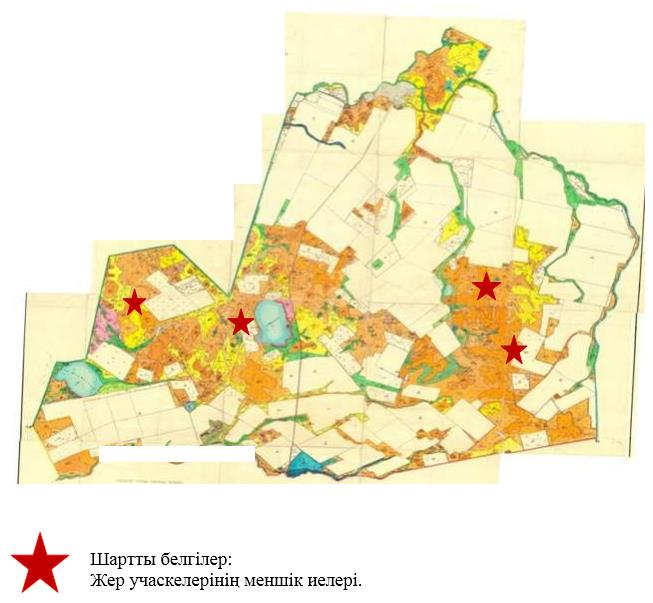 Шартты белгілер:
Жер учаскелерінің меншік иелері.